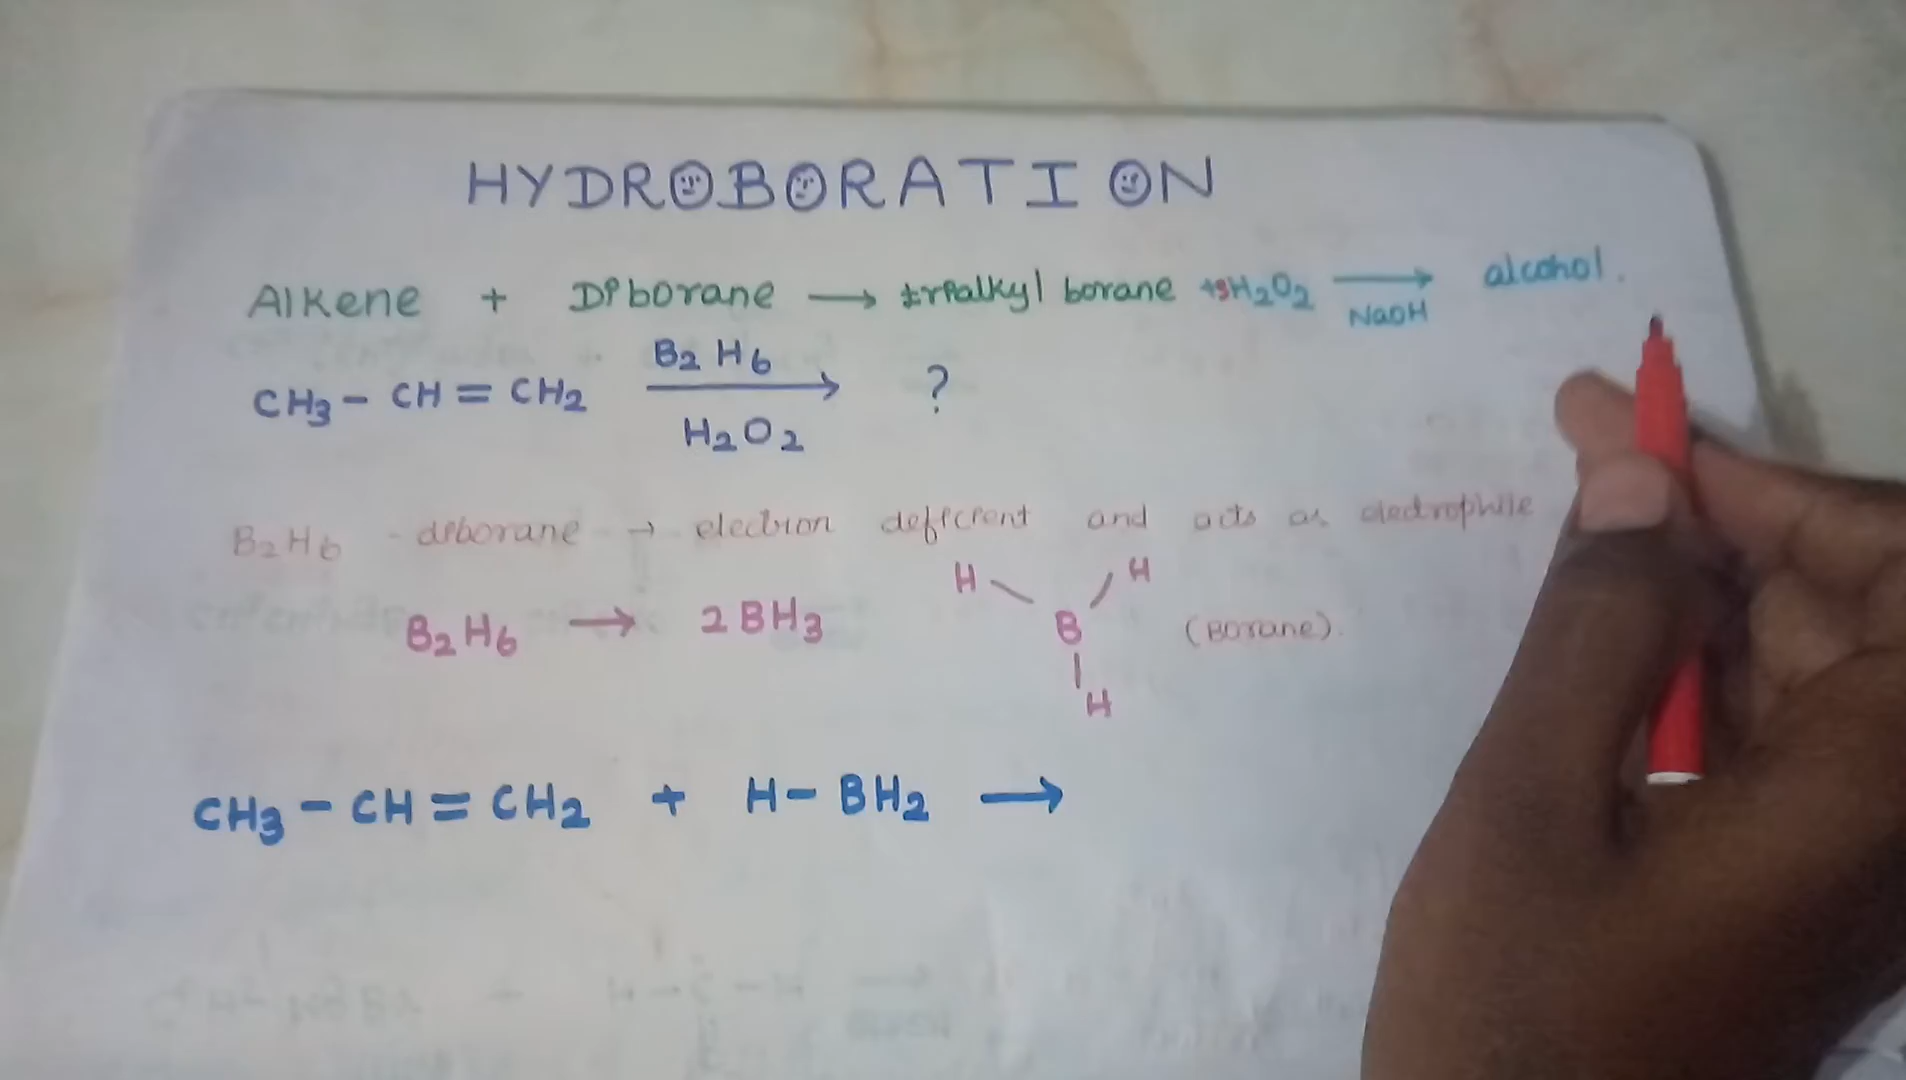 HYDROBORATION
Alkene + Diborane → trialkyl borane +3H2O2 → alcohol.
NaOH
B2H6
CH3 - CH = CH2 → ?
H2O2
B2H6 - diborane → electron deficient and acts as electrophile
H H
B2H6 → 2BH3 B (Borane).
H
CH3 - CH = CH2 + H - BH2 →